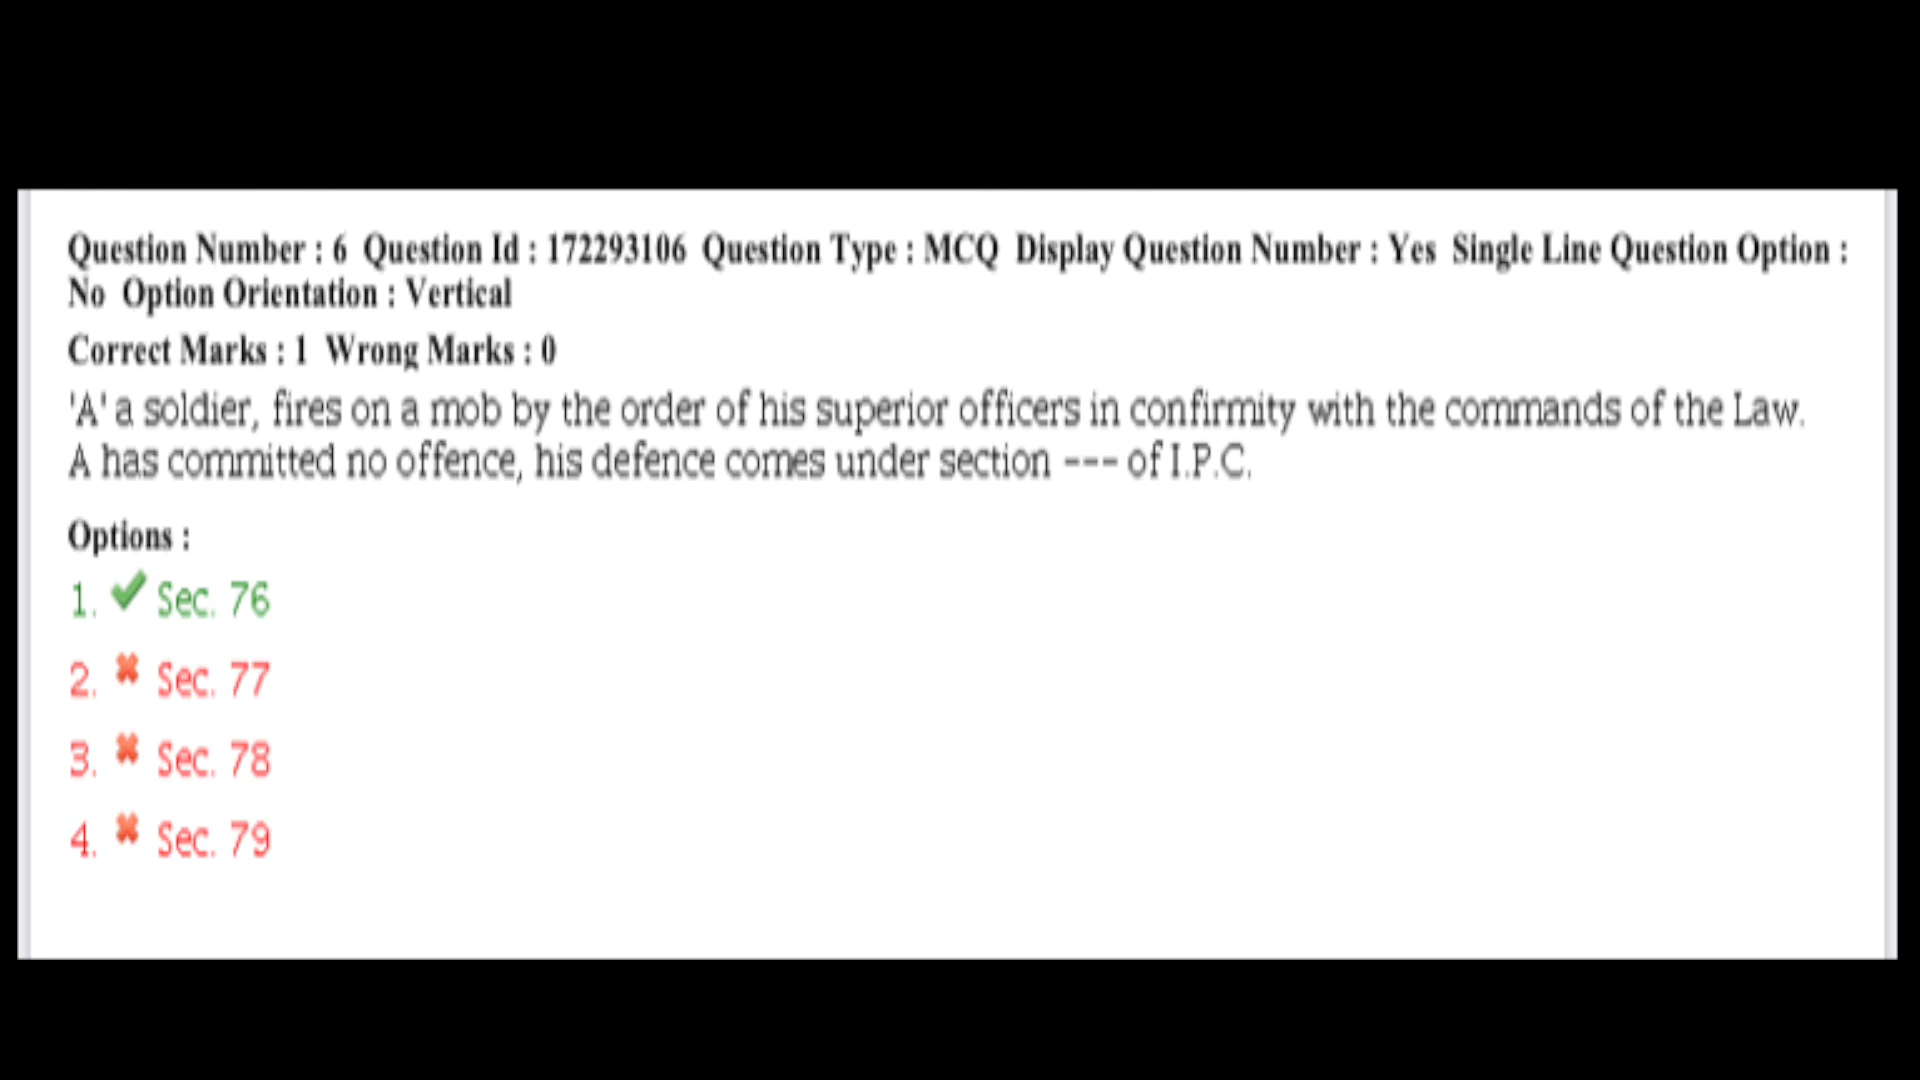 Question Number : 6 Question Id : 172293106 Question Type : MCQ Display Question Number : Yes Single Line Question Option :
No Option Orientation : Vertical
Correct Marks : 1 Wrong Marks : 0
'A' a soldier, fires on a mob by the order of his superior officers in confirmity with the commands of the Law.
A has committed no offence, his defence comes under section --- of I.P.C.
Options :
1. ✔ Sec. 76
2. ✖ Sec. 77
3. ✖ Sec. 78
4. ✖ Sec. 79